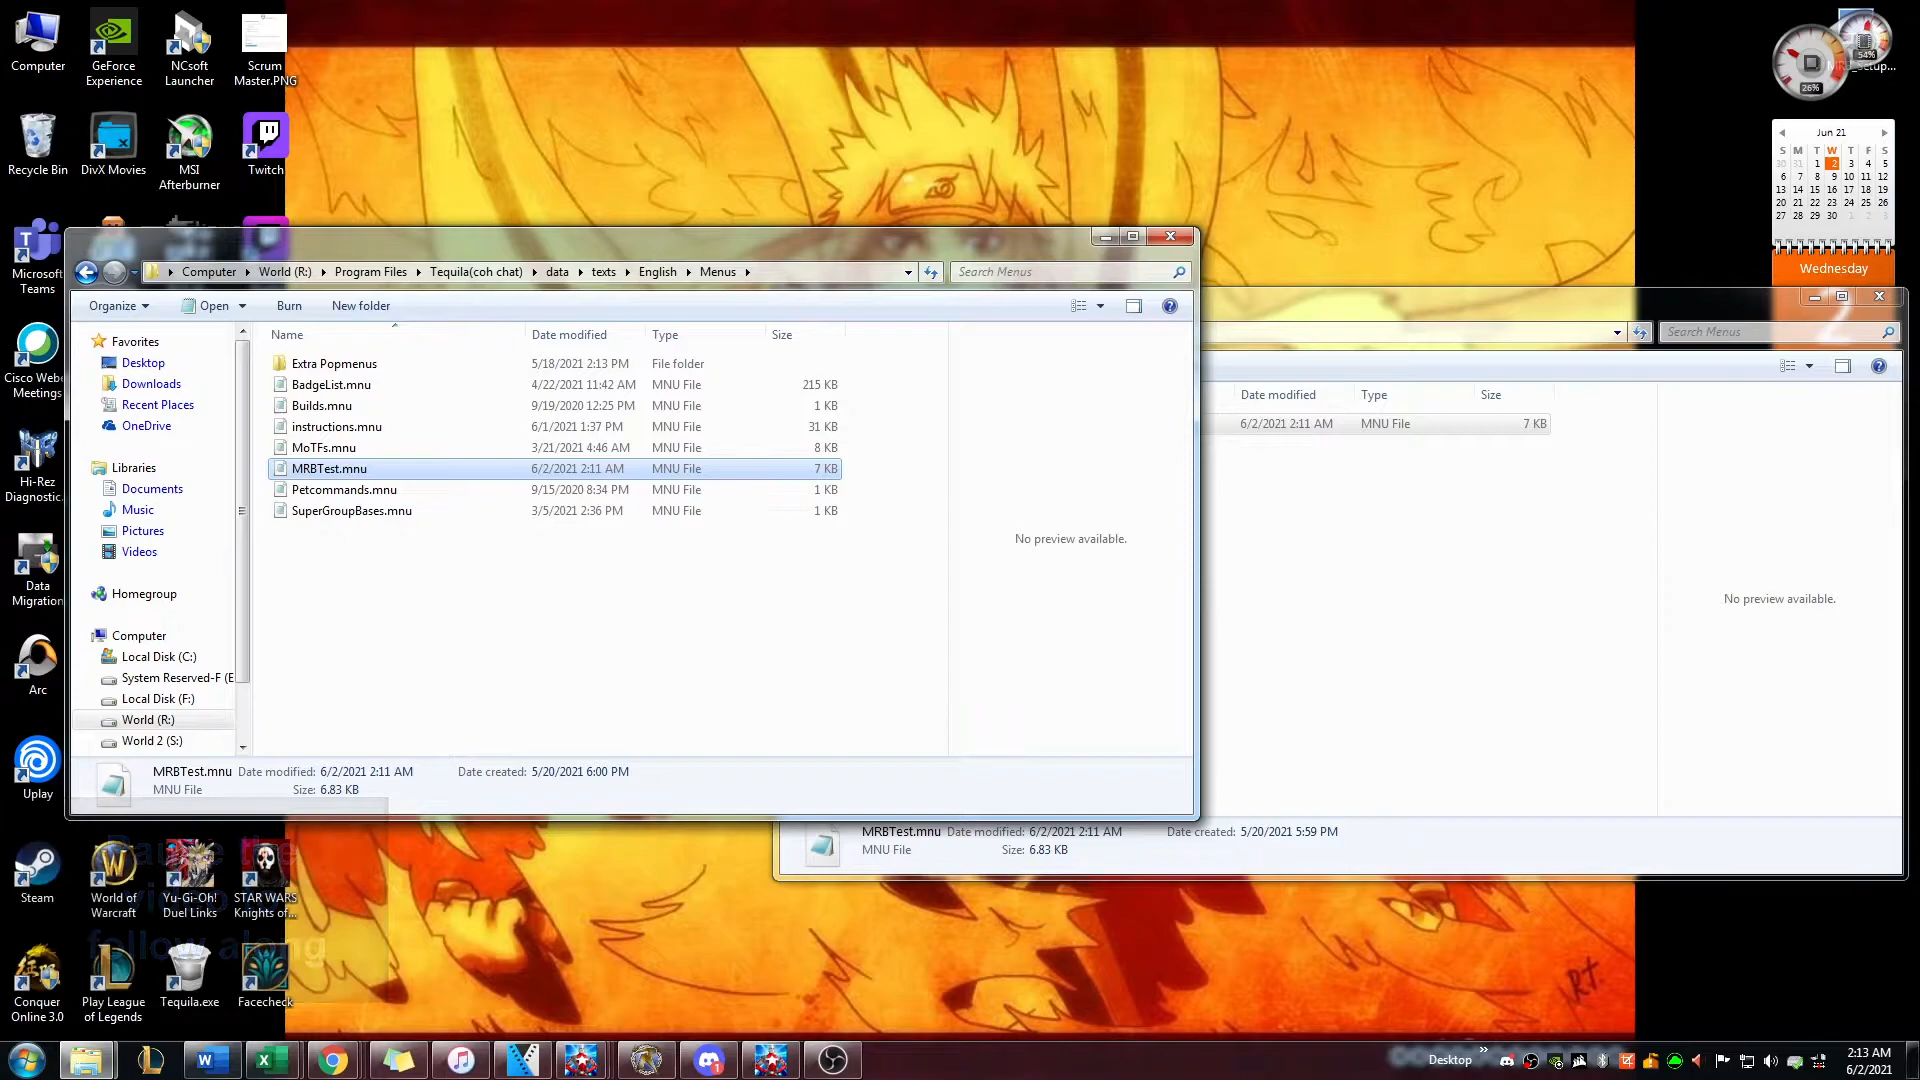 Computer
GeForce Experience
NCsoft Launcher
Scrum Master.PNG
Recycle Bin
DivX Movies
MSI Afterburner
Twitch
Microsoft Teams
Cisco Webe
Meetings
Hi-Rez
Diagnostic...
Data
Migration
Arc
Uplay
Steam
World of Warcraft
Yu-Gi-Oh! Duel Links
STAR WARS Knights of...
Conquer Online 3.0
Play League of Legends
Tequila.exe
Facecheck
Pause the
video to
follow along
54%
26%
Jun 21
S M T W T F S
30 31 1 2 3 4 5
6 7 8 9 10 11 12
13 14 15 16 17 18 19
20 21 22 23 24 25 26
27 28 29 30 1 2 3
Wednesday
2
Computer World (R:) Program Files Tequila(coh chat) data texts English Menus
Search Menus
Organize Open Burn New folder
Favorites
Desktop
Downloads
Recent Places
OneDrive
Libraries
Documents
Music
Pictures
Videos
Homegroup
Computer
Local Disk (C:)
System Reserved-F (E
Local Disk (F:)
World (R:)
World 2 (S:)
Name Date modified Type Size
Extra Popmenus 5/18/2021 2:13 PM File folder
BadgeList.mnu 4/22/2021 11:42 AM MNU File 215 KB
Builds.mnu 9/19/2020 12:25 PM MNU File 1 KB
instructions.mnu 6/1/2021 1:37 PM MNU File 31 KB
MoTFs.mnu 3/21/2021 4:46 AM MNU File 8 KB
MRBTest.mnu 6/2/2021 2:11 AM MNU File 7 KB
Petcommands.mnu 9/15/2020 8:34 PM MNU File 1 KB
SuperGroupBases.mnu 3/5/2021 2:36 PM MNU File 1 KB
No preview available.
MRBTest.mnu Date modified: 6/2/2021 2:11 AM Date created: 5/20/2021 6:00 PM
MNU File Size: 6.83 KB
Search Menus
Date modified Type Size
6/2/2021 2:11 AM MNU File 7 KB
No preview available.
MRBTest.mnu Date modified: 6/2/2021 2:11 AM Date created: 5/20/2021 5:59 PM
MNU File Size: 6.83 KB
Desktop
2:13 AM
6/2/2021